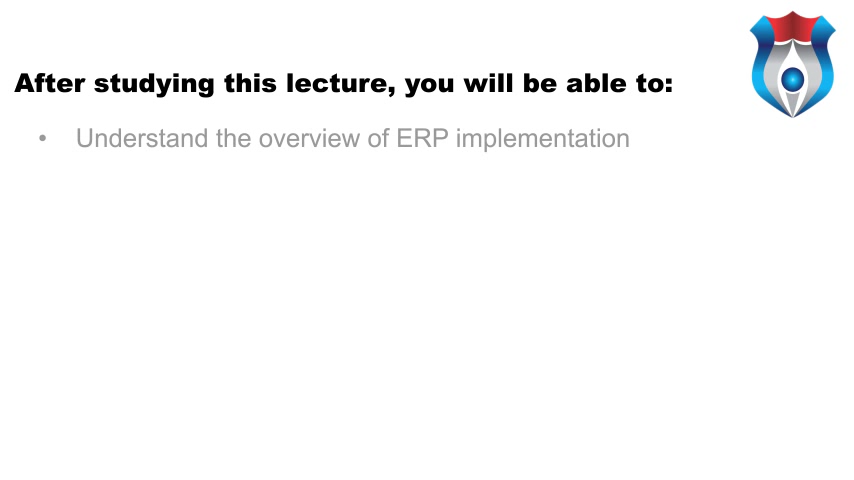 After studying this lecture, you will be able to:
• Understand the overview of ERP implementation